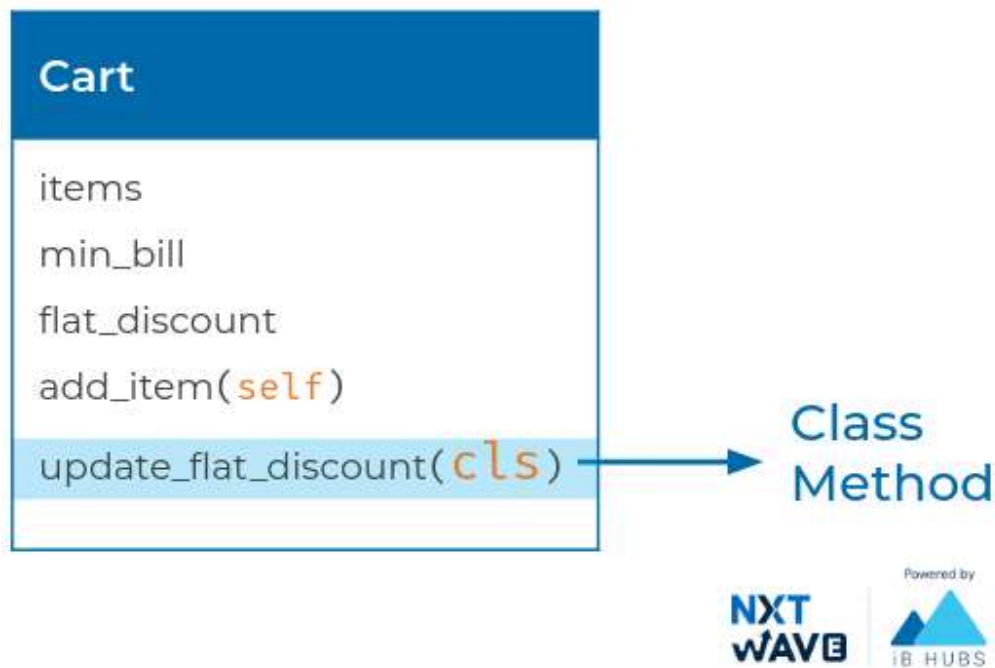 Cart
items
min_bill
flat_discount
add_item(self)
update_flat_discount(cls)
Class
Method
Powered by
NXT
WAVE
iB HUBS